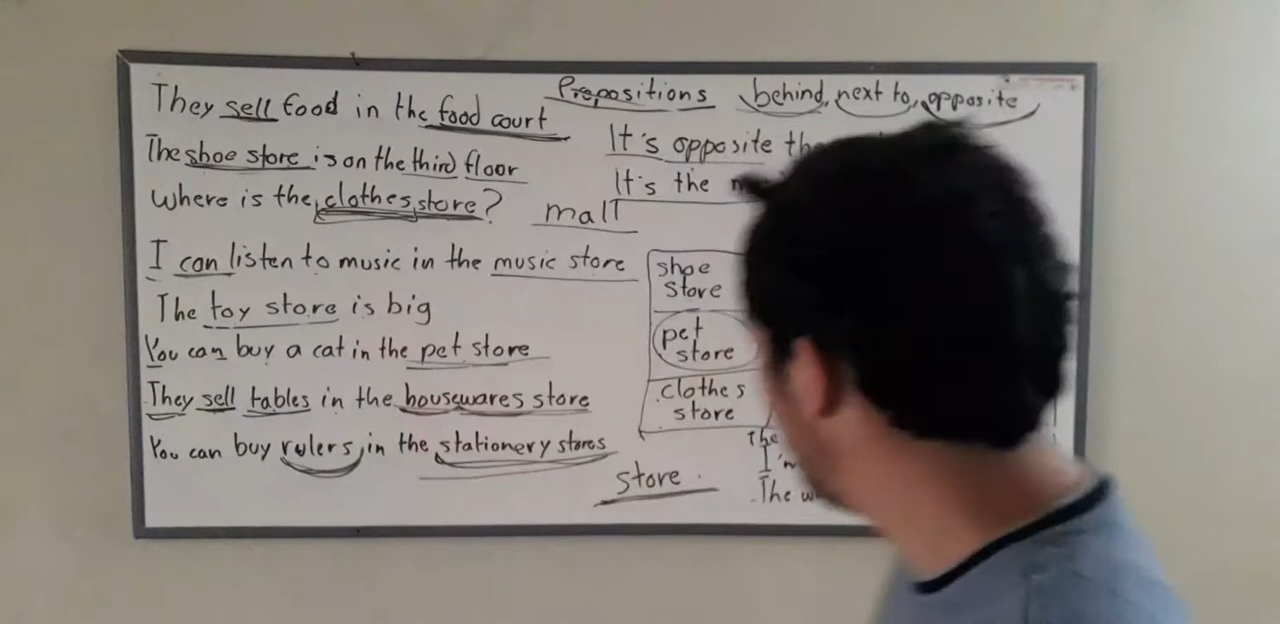 They sell food in the food court
The shoe store is on the third floor
Where is the clothes store?
mall
I can listen to music in the music store
The toy store is big
You can buy a cat in the pet store
They sell tables in the housewares store
You can buy rulers in the stationery stores
store.
Prepositions behind, next to, opposite
It's opposite
It's the
shoe
store
pet
store
clothes
store
I'm
The